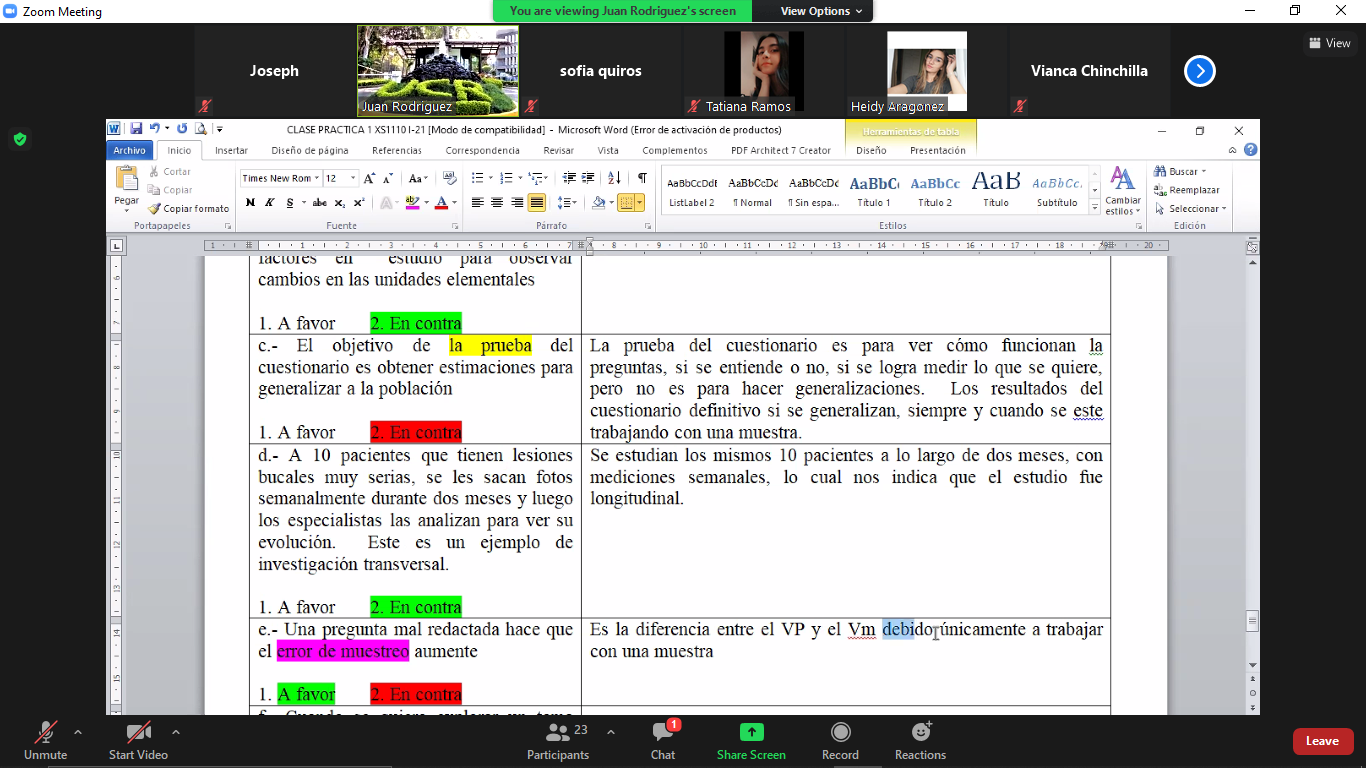 Zoom Meeting
You are viewing Juan Rodriguez's screen
View Options
View
Joseph
Juan Rodriguez
sofia quiros
Tatiana Ramos
Heidy Aragonez
Vianca Chinchilla
CLASE PRACTICA 1 XS1110 I-21 [Modo de compatibilidad] - Microsoft Word (Error de activación de productos)
Herramientas de tabla
Archivo Inicio Insertar Diseño de página Referencias Correspondencia Revisar Vista Complementos PDF Architect 7 Creator Diseño Presentación
Pegar
Cortar
Copiar
Copiar formato
Portapapeles
Times New Rom 12
Fuente
Párrafo
AaBbCcDdE AaBbCcDc AaBbCcDc AaBbC AaBbCc AaB AaBbCc.
ListLabel 2 ¶ Normal ¶ Sin espa... Título 1 Título 2 Título Subtítulo
Cambiar estilos
Estilos
Buscar
Reemplazar
Seleccionar
Edición
factores en estudio para observar
cambios en las unidades elementales
1. A favor 2. En contra
c.- El objetivo de la prueba del
cuestionario es obtener estimaciones para
generalizar a la población
1. A favor 2. En contra
La prueba del cuestionario es para ver cómo funcionan la
preguntas, si se entiende o no, si se logra medir lo que se quiere,
pero no es para hacer generalizaciones. Los resultados del
cuestionario definitivo si se generalizan, siempre y cuando se este
trabajando con una muestra.
d.- A 10 pacientes que tienen lesiones
bucales muy serias, se les sacan fotos
semanalmente durante dos meses y luego
los especialistas las analizan para ver su
evolución. Este es un ejemplo de
investigación transversal.
1. A favor 2. En contra
Se estudian los mismos 10 pacientes a lo largo de dos meses, con
mediciones semanales, lo cual nos indica que el estudio fue
longitudinal.
e.- Una pregunta mal redactada hace que
el error de muestreo aumente
1. A favor 2. En contra
Es la diferencia entre el VP y el Vm debido únicamente a trabajar
con una muestra
Unmute
Start Video
Participants 23
Chat 1
Share Screen
Record
Reactions
Leave